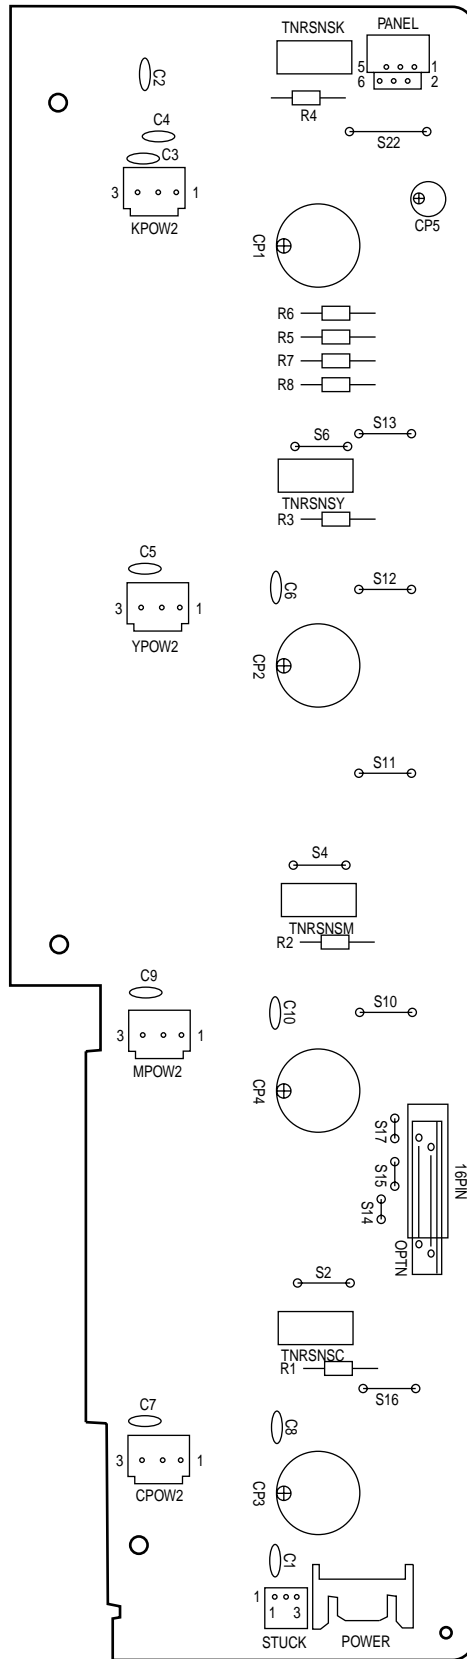 TNRSNSK
PANEL
5
1
6
2
C2
R4
C4
S22
C3
3
1
KPOW2
CP5
CP1
R6
R5
R7
R8
S13
S6
TNRSNSY
R3
C5
C6
S12
3
1
YPOW2
CP2
S11
S4
TNRSNSM
R2
C9
C10
S10
3
1
MPOW2
CP4
S17
16PIN
S15
S14
OPTN
S2
TNRSNSC
R1
S16
C7
C8
3
1
CPOW2
CP3
C1
1
1 3
STUCK
POWER